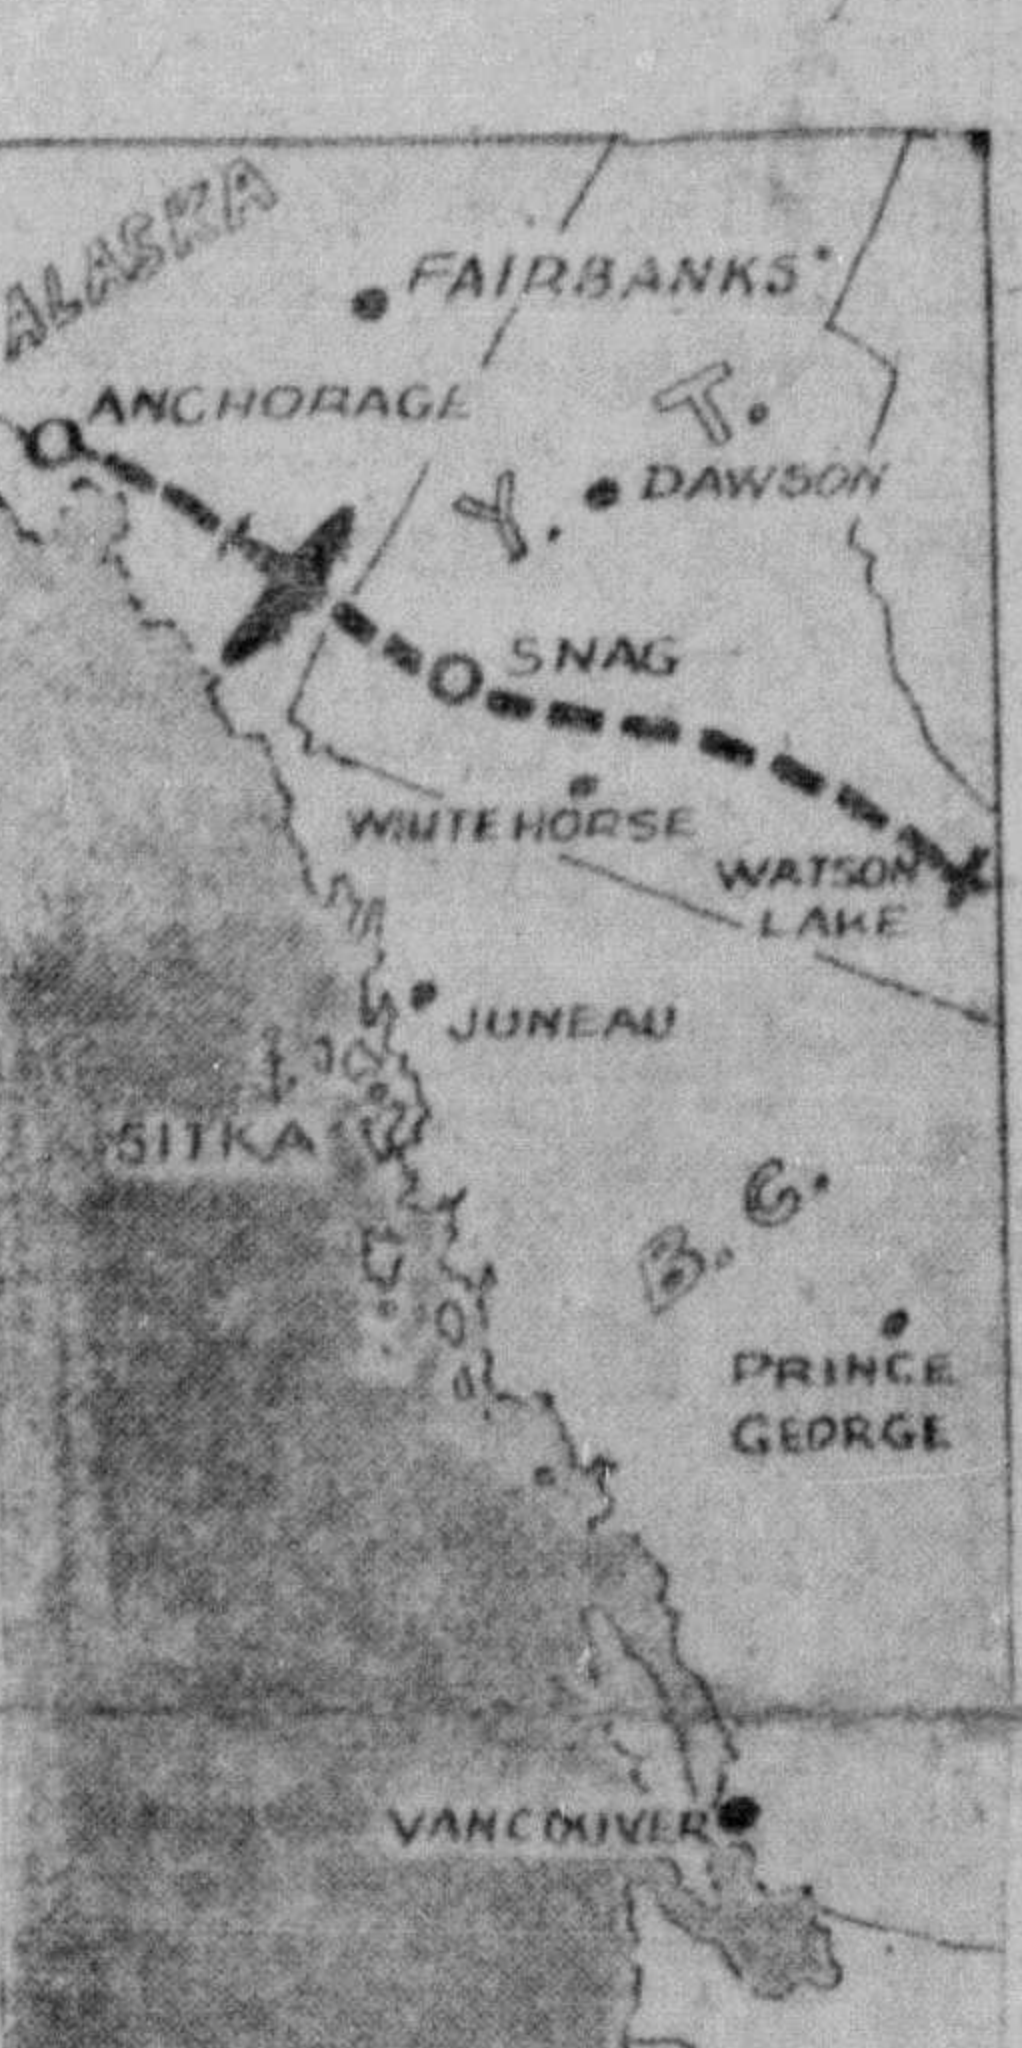 ALASKA
FAIRBANKS
ANCHORAGE
Y. T.
DAWSON
SNAG
WHITEHORSE
WATSON
LAKE
JUNEAU
SITKA
B.C.
PRINCE
GEORGE
VANCOUVER